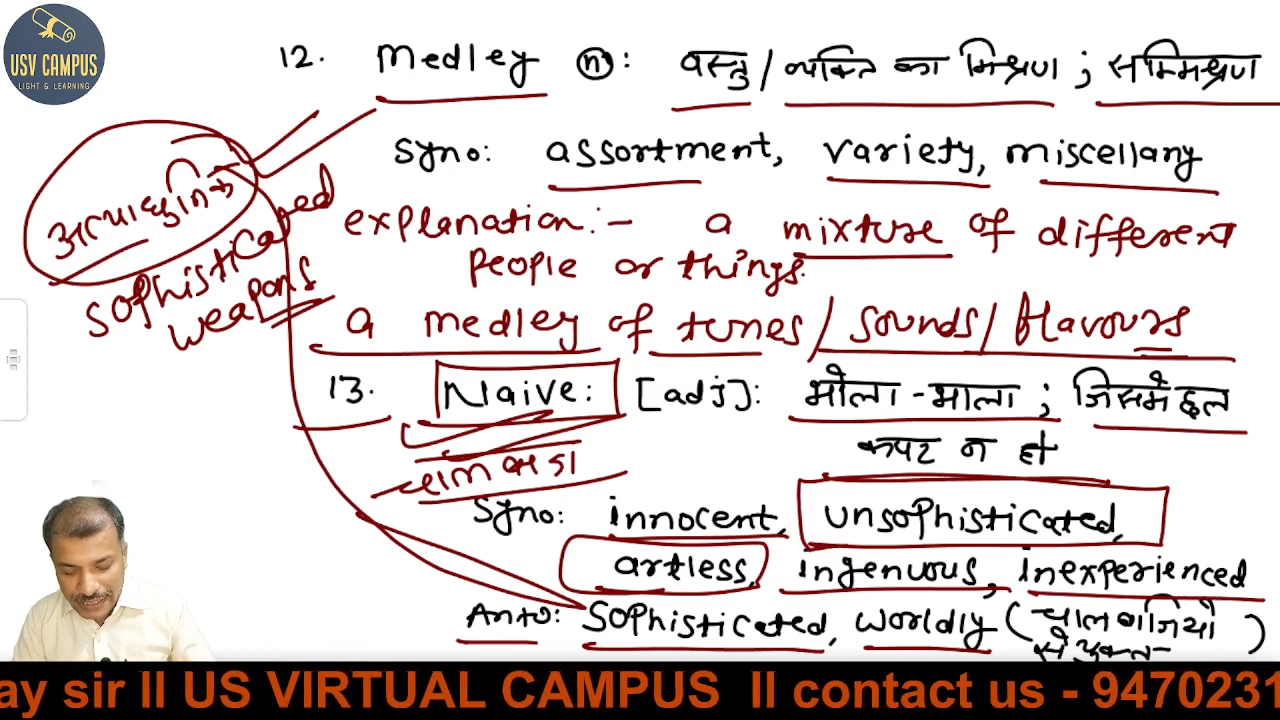 USV CAMPUS
LIGHT & LEARNING
12. Medley (n): वस्तु / व्यक्ति का मिश्रण ; सम्मिश्रण
Syno: assortment, variety, miscellany
explanation:- a mixture of different
people or things.
a medley of tunes / sounds / flavours
अत्याधुनिक
sophisticated
weapons
13. Naive: [adj]: भोला-भाला ; जिसमे छल
कपट न हो
Syno: innocent, unsophisticated,
artless, ingenuous, inexperienced
Anto: Sophisticated, worldly (चालबाजियो
से युक्त)
ay sir ll US VIRTUAL CAMPUS ll contact us - 9470231